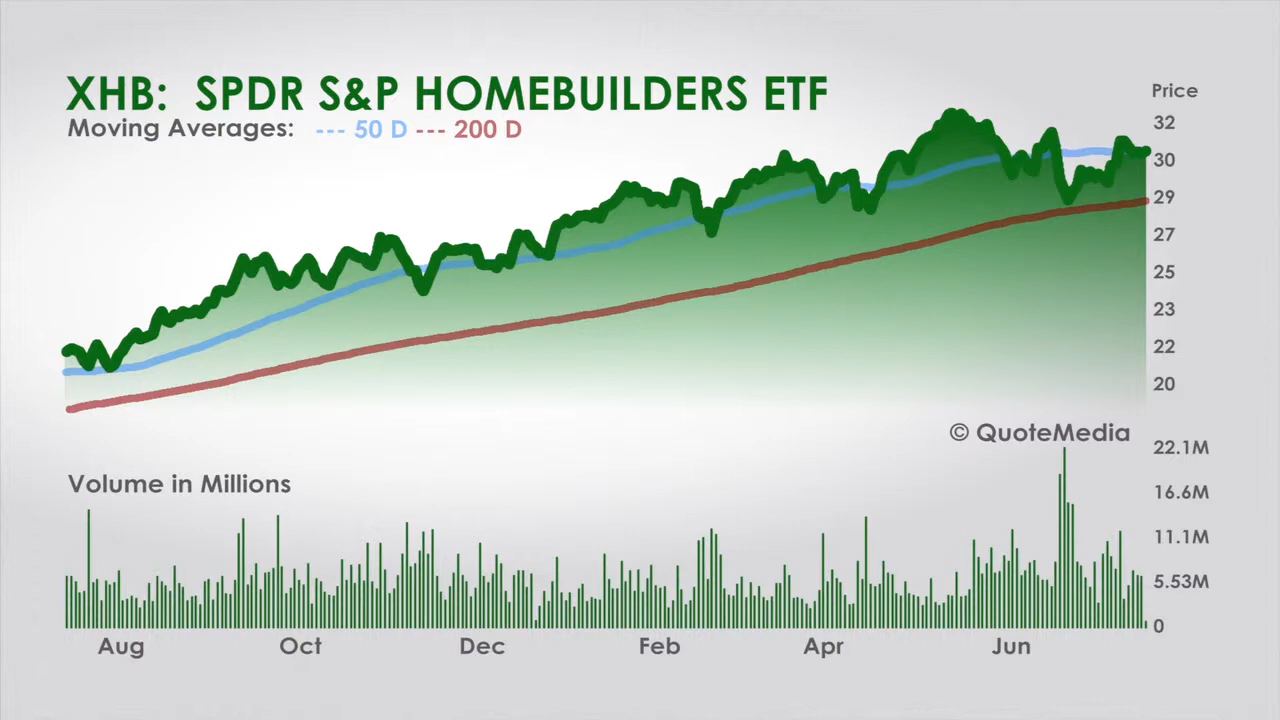 XHB: SPDR S&P HOMEBUILDERS ETF
Moving Averages: --- 50 D --- 200 D
Price
32
30
29
27
25
23
22
20
© QuoteMedia
Volume in Millions
22.1M
16.6M
11.1M
5.53M
0
Aug Oct Dec Feb Apr Jun